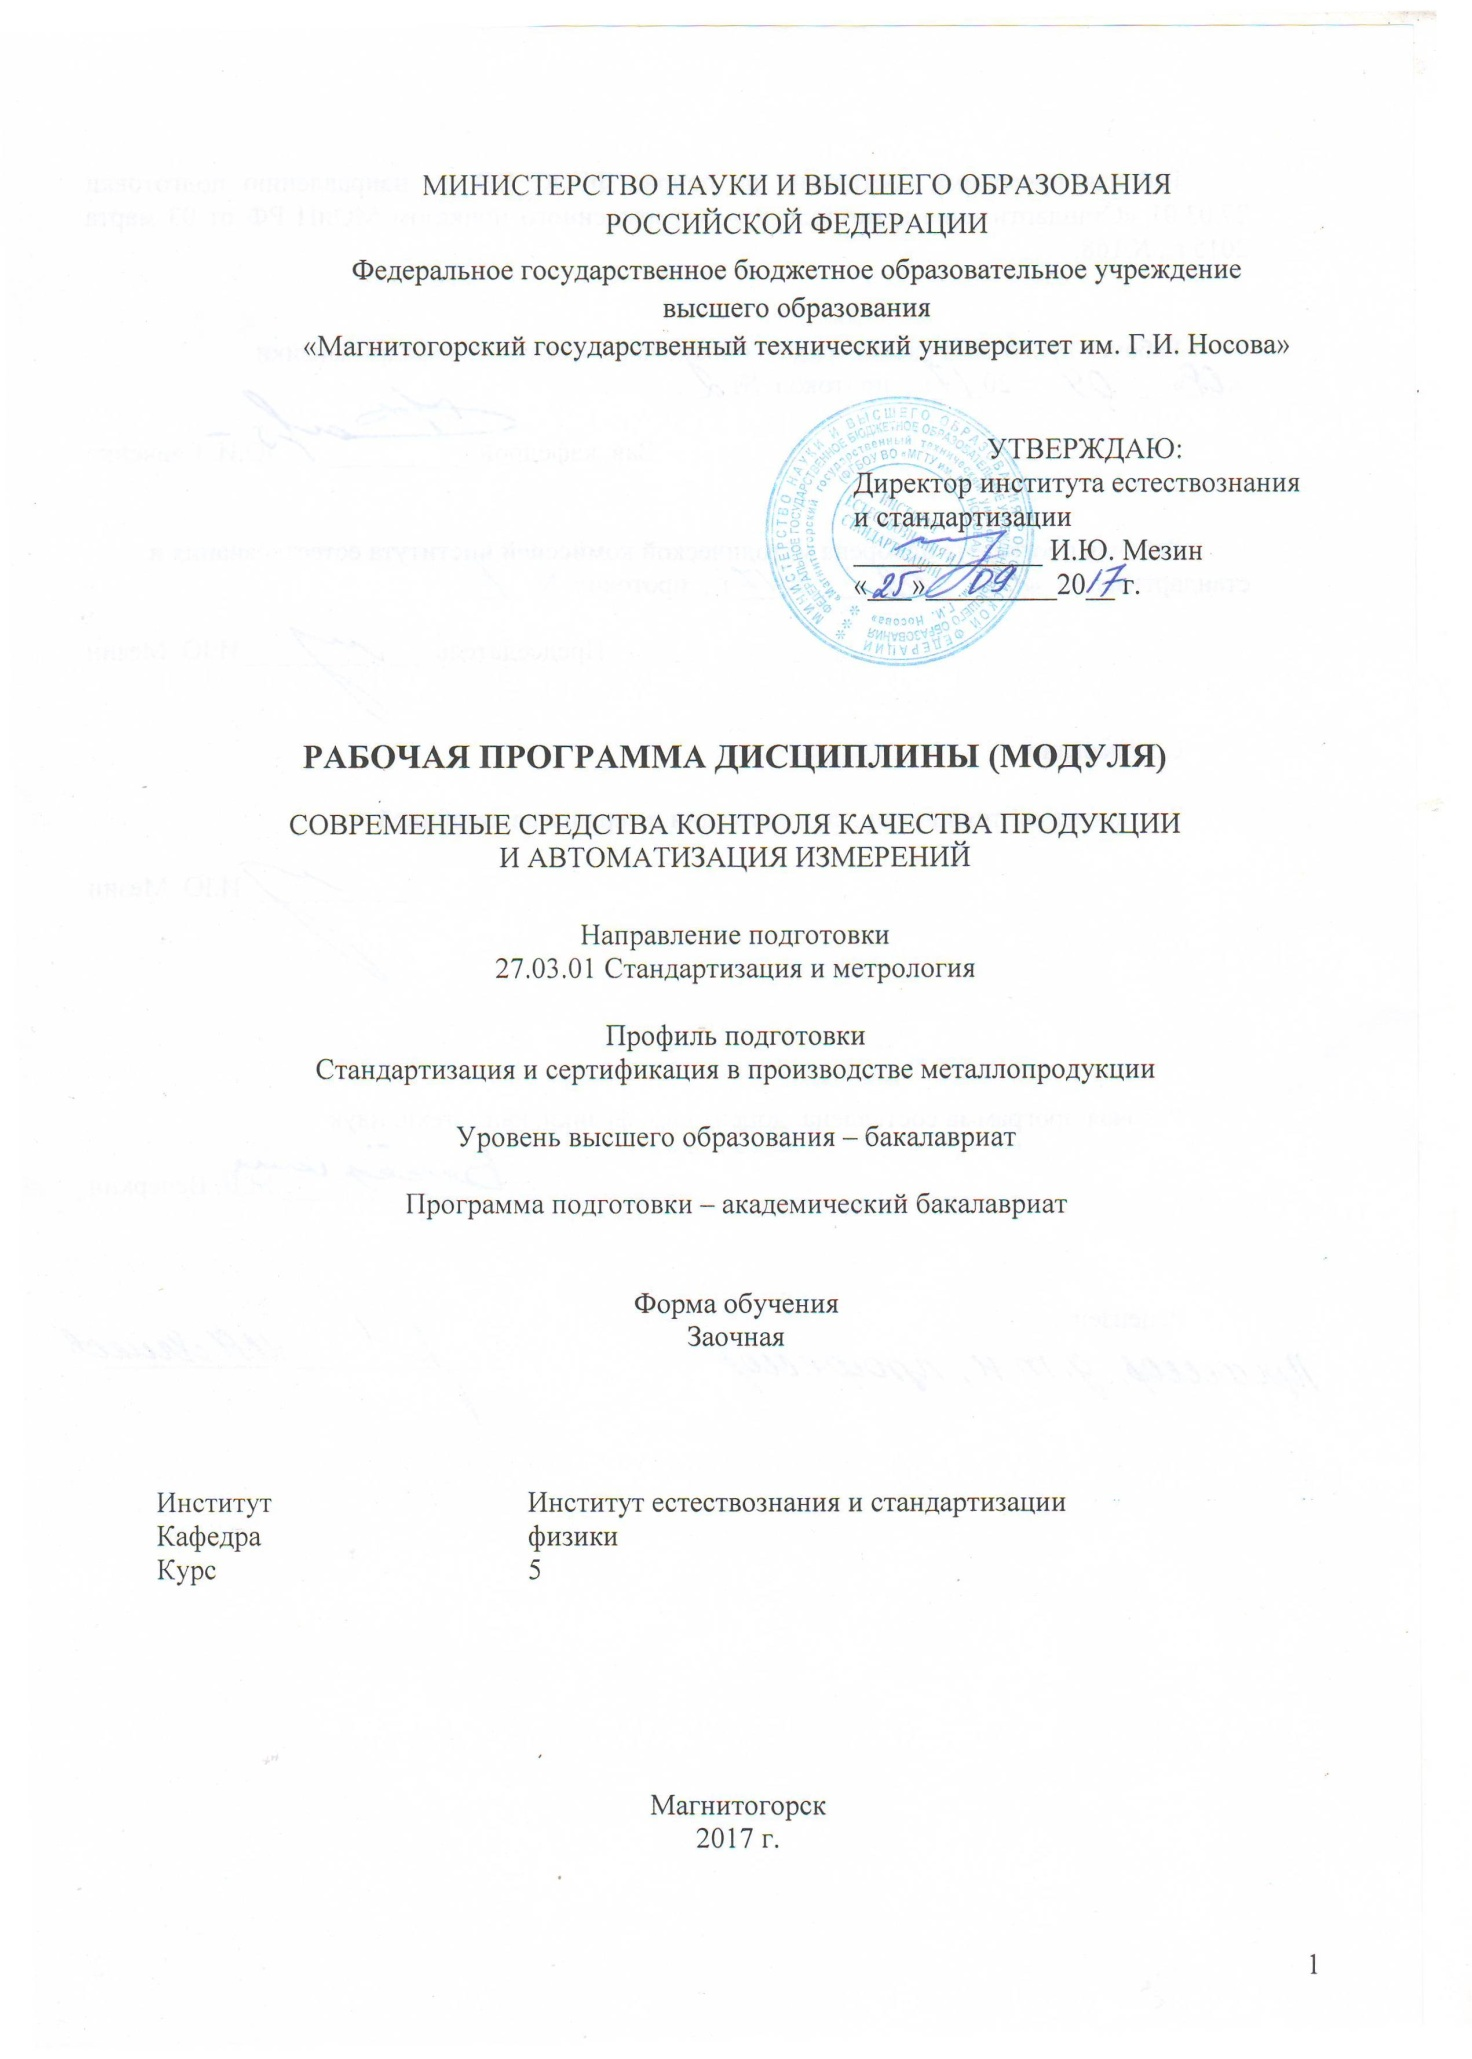 МИНИСТЕРСТВО НАУКИ И ВЫСШЕГО ОБРАЗОВАНИЯ
РОССИЙСКОЙ ФЕДЕРАЦИИ
Федеральное государственное бюджетное образовательное учреждение
высшего образования
«Магнитогорский государственный технический университет им. Г.И. Носова»
УТВЕРЖДАЮ:
Директор института естествознания
и стандартизации
_____________ И.Ю. Мезин
«25» 09 2017 г.
РАБОЧАЯ ПРОГРАММА ДИСЦИПЛИНЫ (МОДУЛЯ)
СОВРЕМЕННЫЕ СРЕДСТВА КОНТРОЛЯ КАЧЕСТВА ПРОДУКЦИИ
И АВТОМАТИЗАЦИЯ ИЗМЕРЕНИЙ
Направление подготовки
27.03.01 Стандартизация и метрология
Профиль подготовки
Стандартизация и сертификация в производстве металлопродукции
Уровень высшего образования – бакалавриат
Программа подготовки – академический бакалавриат
Форма обучения
Заочная
Институт Институт естествознания и стандартизации
Кафедра физики
Курс 5
Магнитогорск
2017 г.
1